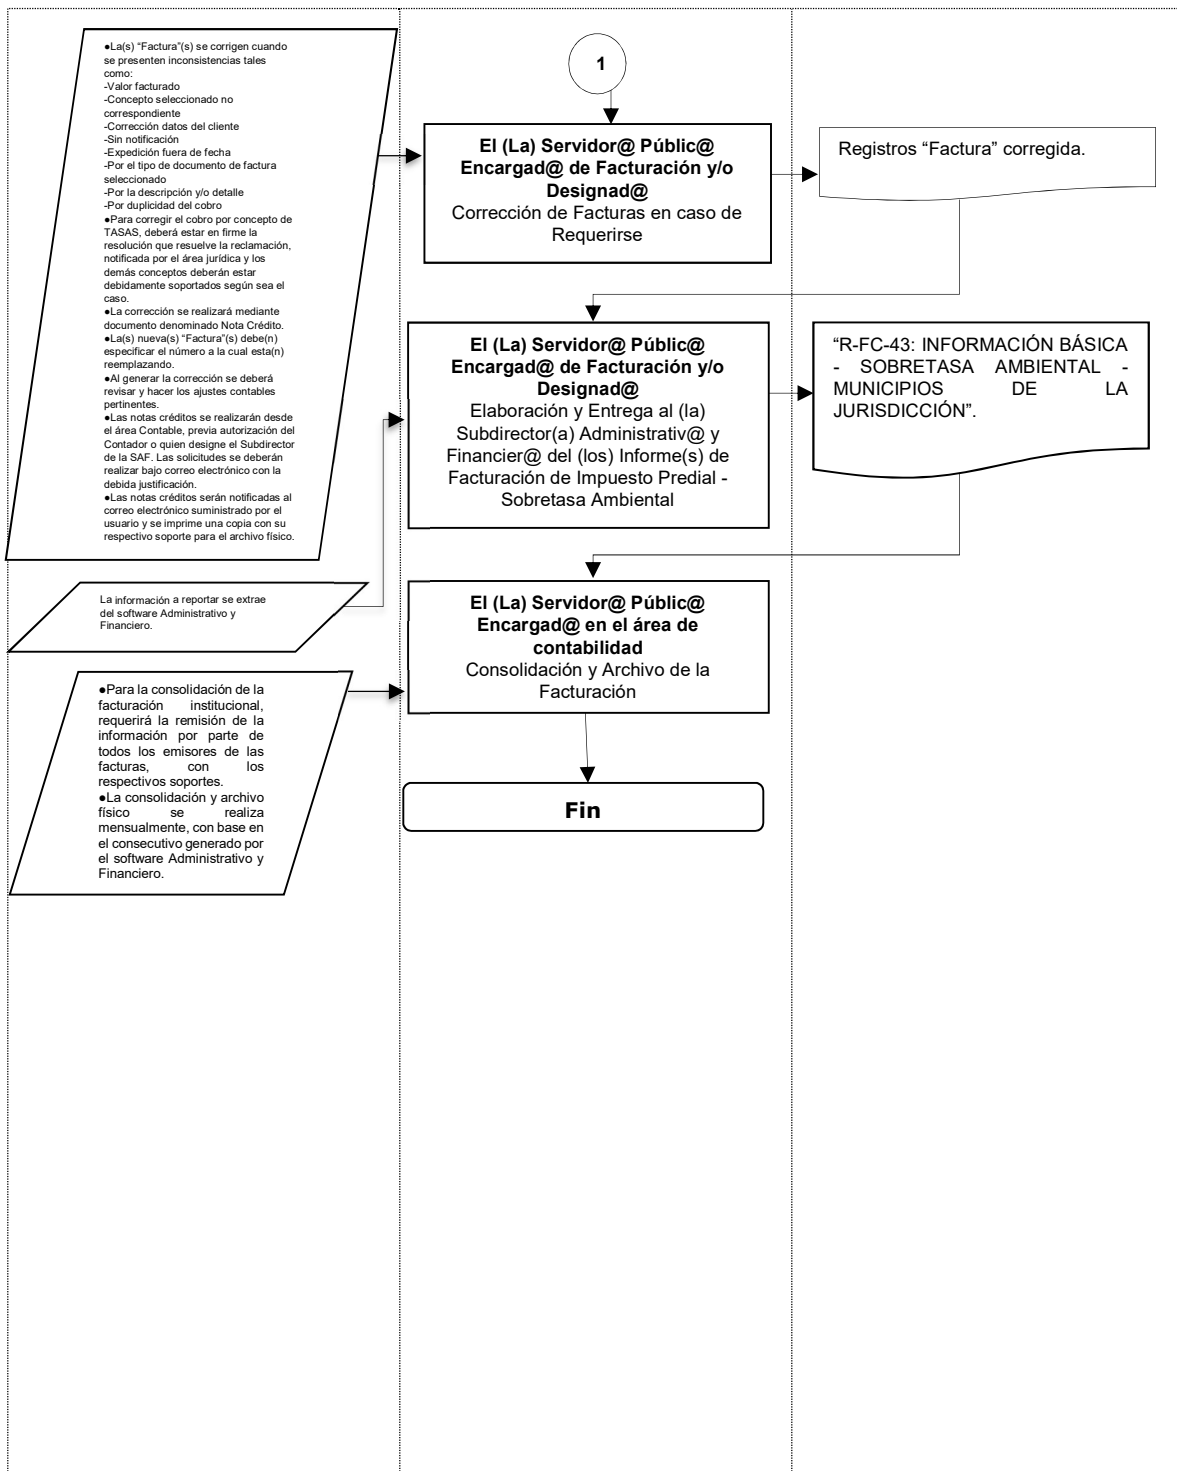 ●La(s) “Factura”(s) se corrigen cuando
se presenten inconsistencias tales
como:
-Valor facturado
-Concepto seleccionado no
correspondiente
-Corrección datos del cliente
-Sin notificación
-Expedición fuera de fecha
-Por el tipo de documento de factura
seleccionado
-Por la descripción y/o detalle
-Por duplicidad del cobro
●Para corregir el cobro por concepto de
TASAS, deberá estar en firme la
resolución que resuelve la reclamación,
notificada por el área jurídica y los
demás conceptos deberán estar
debidamente soportados según sea el
caso.
●La corrección se realizará mediante
documento denominado Nota Crédito.
●La(s) nueva(s) “Factura”(s) debe(n)
especificar el número a la cual esta(n)
reemplazando.
●Al generar la corrección se deberá
revisar y hacer los ajustes contables
pertinentes.
●Las notas créditos se realizarán desde
el área Contable, previa autorización del
Contador o quien designe el Subdirector
de la SAF. Las solicitudes se deberán
realizar bajo correo electrónico con la
debida justificación.
●Las notas créditos serán notificadas al
correo electrónico suministrado por el
usuario y se imprime una copia con su
respectivo soporte para el archivo físico.
1
El (La) Servidor@ Públic@
Encargad@ de Facturación y/o
Designad@
Corrección de Facturas en caso de
Requerirse
Registros “Factura” corregida.
El (La) Servidor@ Públic@
Encargad@ de Facturación y/o
Designad@
Elaboración y Entrega al (la)
Subdirector(a) Administrativ@ y
Financier@ del (los) Informe(s) de
Facturación de Impuesto Predial -
Sobretasa Ambiental
“R-FC-43: INFORMACIÓN BÁSICA
- SOBRETASA AMBIENTAL -
MUNICIPIOS DE LA
JURISDICCIÓN”.
La información a reportar se extrae
del software Administrativo y
Financiero.
El (La) Servidor@ Públic@
Encargad@ en el área de
contabilidad
Consolidación y Archivo de la
Facturación
●Para la consolidación de la
facturación institucional,
requerirá la remisión de la
información por parte de
todos los emisores de las
facturas, con los
respectivos soportes.
●La consolidación y archivo
físico se realiza
mensualmente, con base en
el consecutivo generado por
el software Administrativo y
Financiero.
Fin